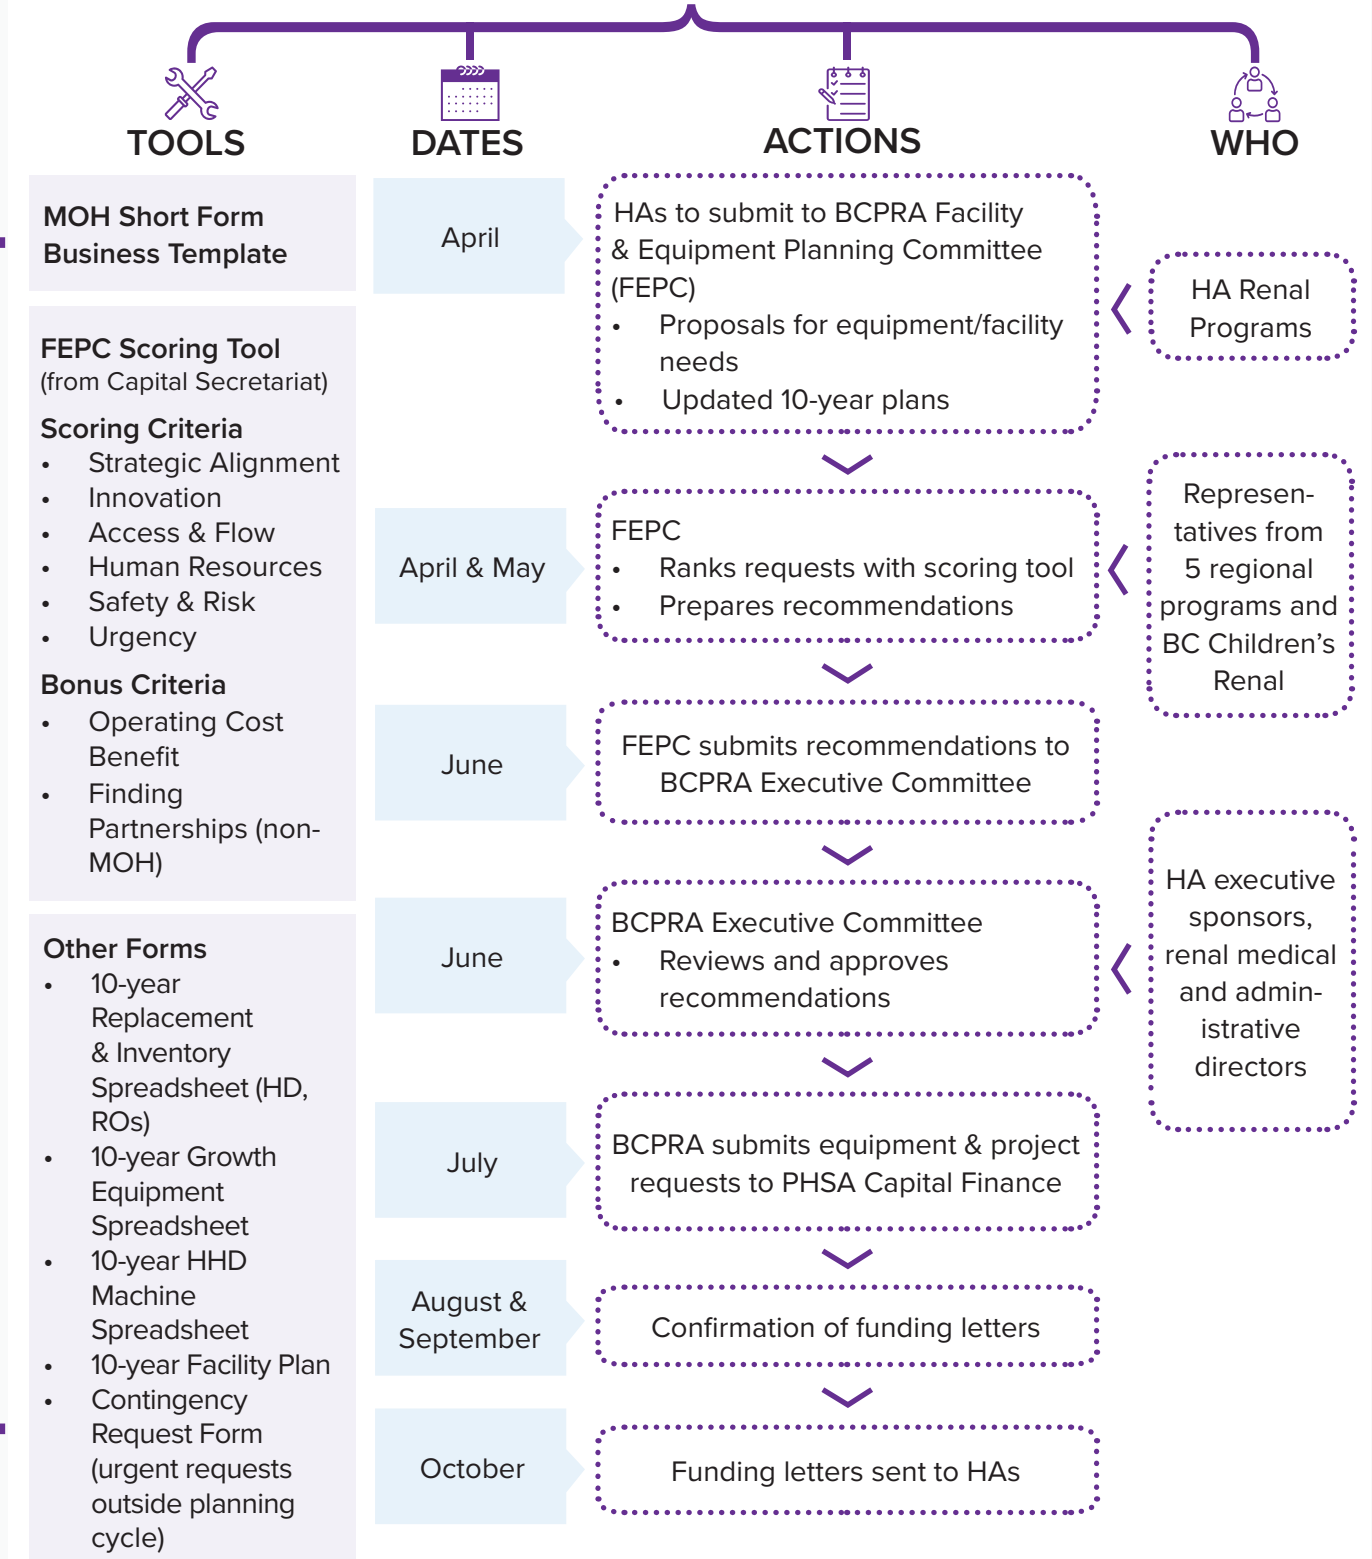 TOOLS
DATES
ACTIONS
WHO
MOH Short Form
Business Template
FEPC Scoring Tool
(from Capital Secretariat)
Scoring Criteria
• Strategic Alignment
• Innovation
• Access & Flow
• Human Resources
• Safety & Risk
• Urgency
Bonus Criteria
• Operating Cost
Benefit
• Finding
Partnerships (non-
MOH)
Other Forms
• 10-year
Replacement
& Inventory
Spreadsheet (HD,
ROs)
• 10-year Growth
Equipment
Spreadsheet
• 10-year HHD
Machine
Spreadsheet
• 10-year Facility Plan
• Contingency
Request Form
(urgent requests
outside planning
cycle)
April
HAs to submit to BCPRA Facility
& Equipment Planning Committee
(FEPC)
• Proposals for equipment/facility
needs
• Updated 10-year plans
HA Renal
Programs
April & May
FEPC
• Ranks requests with scoring tool
• Prepares recommendations
Represen-
tatives from
5 regional
programs and
BC Children's
Renal
June
FEPC submits recommendations to
BCPRA Executive Committee
June
BCPRA Executive Committee
• Reviews and approves
recommendations
HA executive
sponsors,
renal medical
and admin-
istrative
directors
July
BCPRA submits equipment & project
requests to PHSA Capital Finance
August &
September
Confirmation of funding letters
October
Funding letters sent to HAs